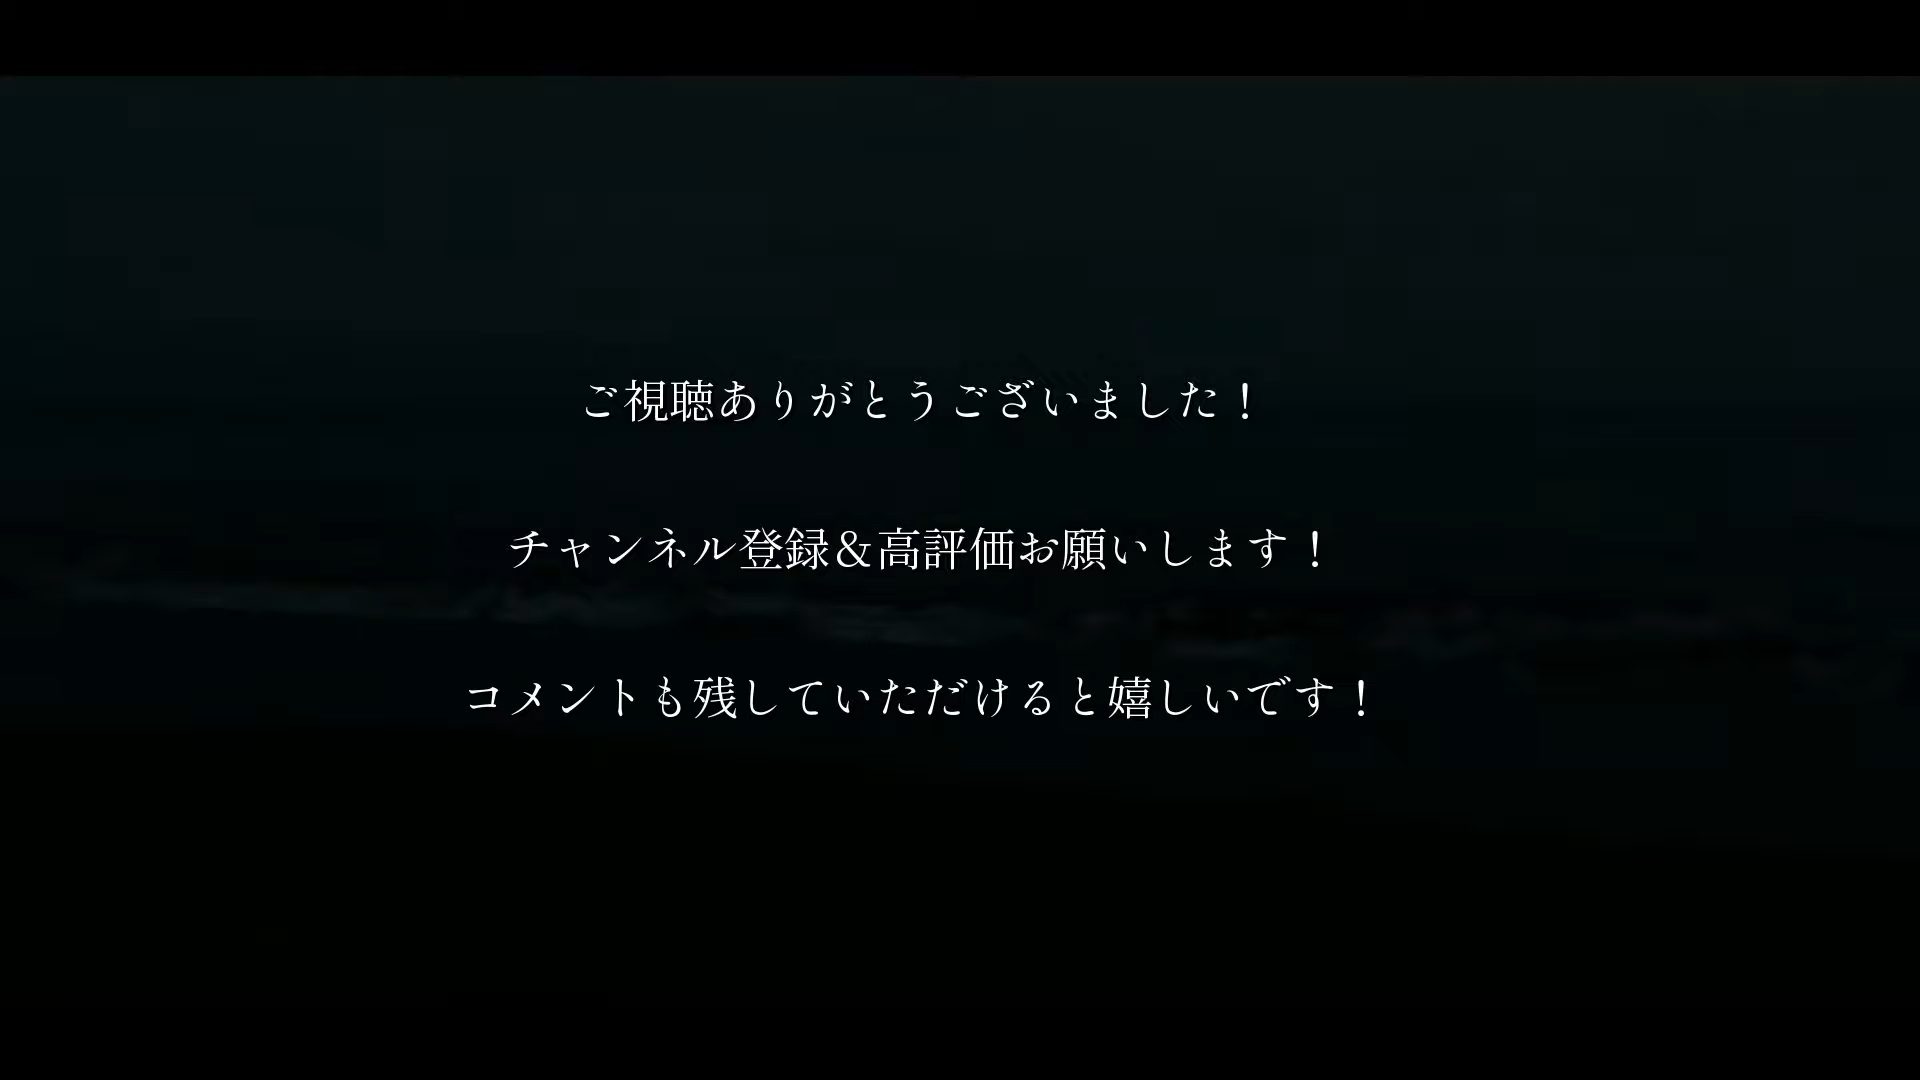 ご視聴ありがとうございました！
チャンネル登録＆高評価お願いします！
コメントも残していただけると嬉しいです！